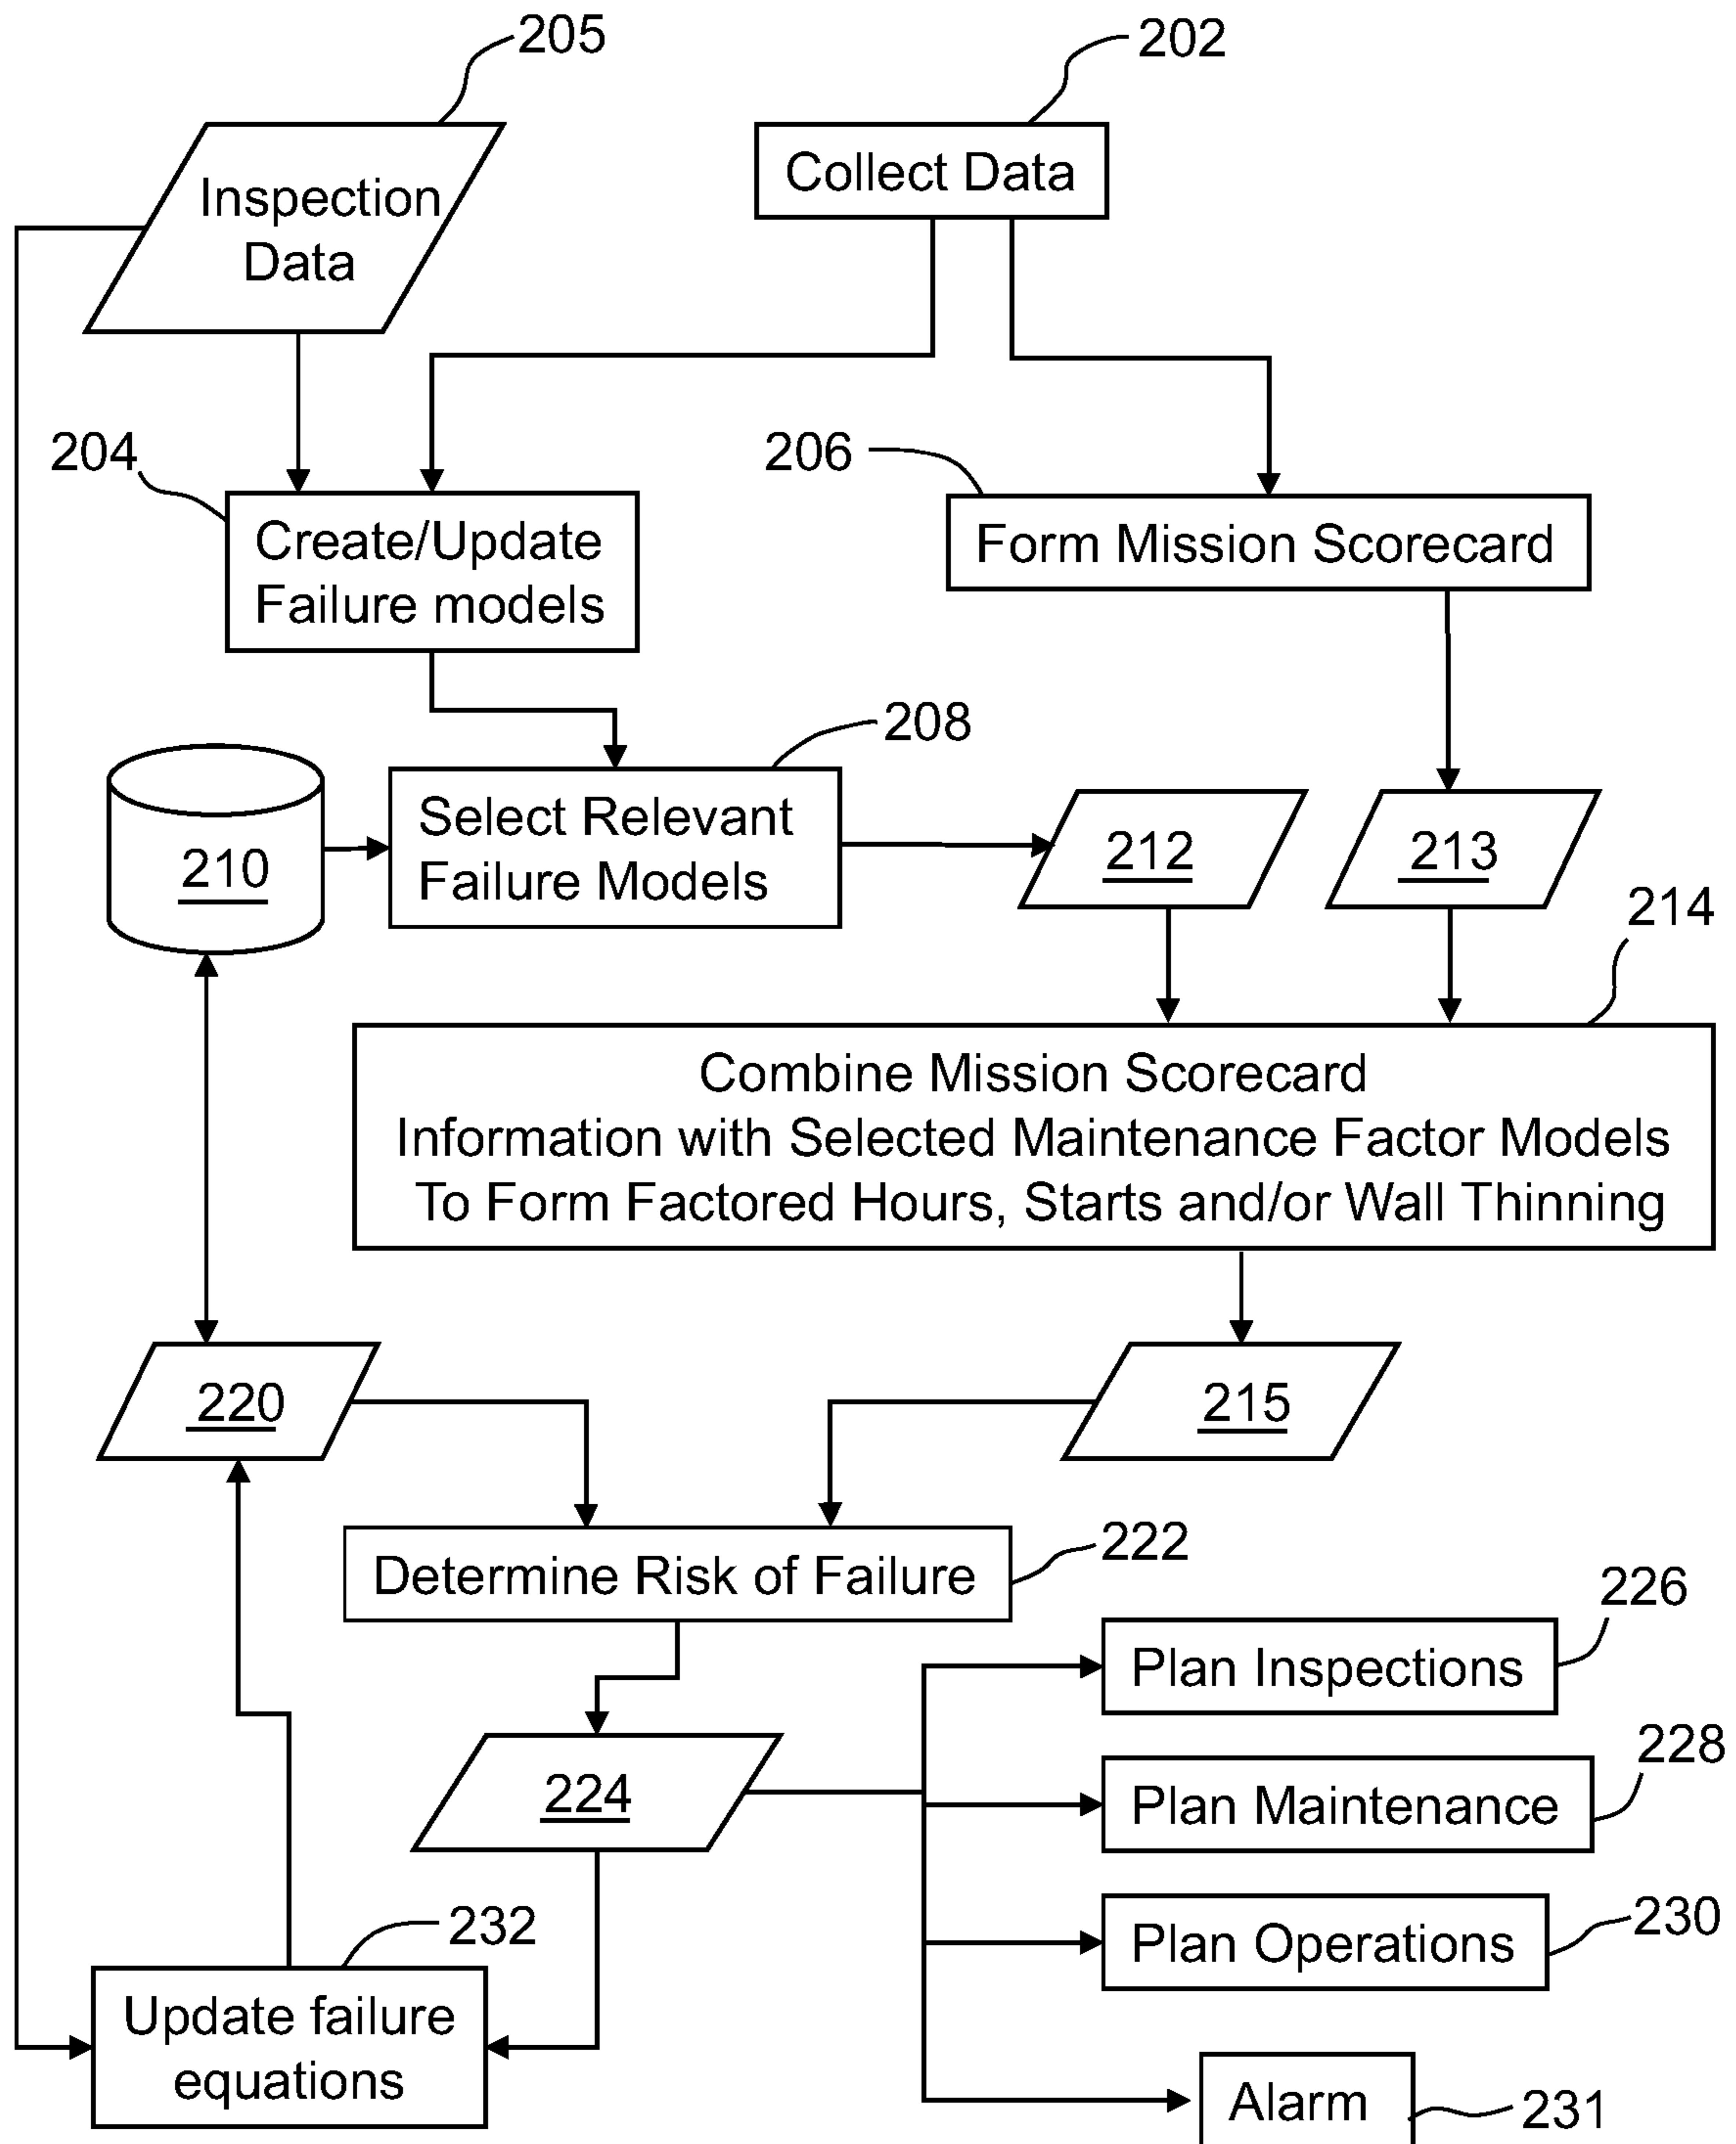 205
202
Collect Data
Inspection
Data
204
206
Create/Update
Failure models
Form Mission Scorecard
208
Select Relevant
Failure Models
210
212
213
214
Combine Mission Scorecard
Information with Selected Maintenance Factor Models
To Form Factored Hours, Starts and/or Wall Thinning
220
215
222
Determine Risk of Failure
226
Plan Inspections
228
224
Plan Maintenance
230
232
Plan Operations
Update failure
equations
Alarm
231